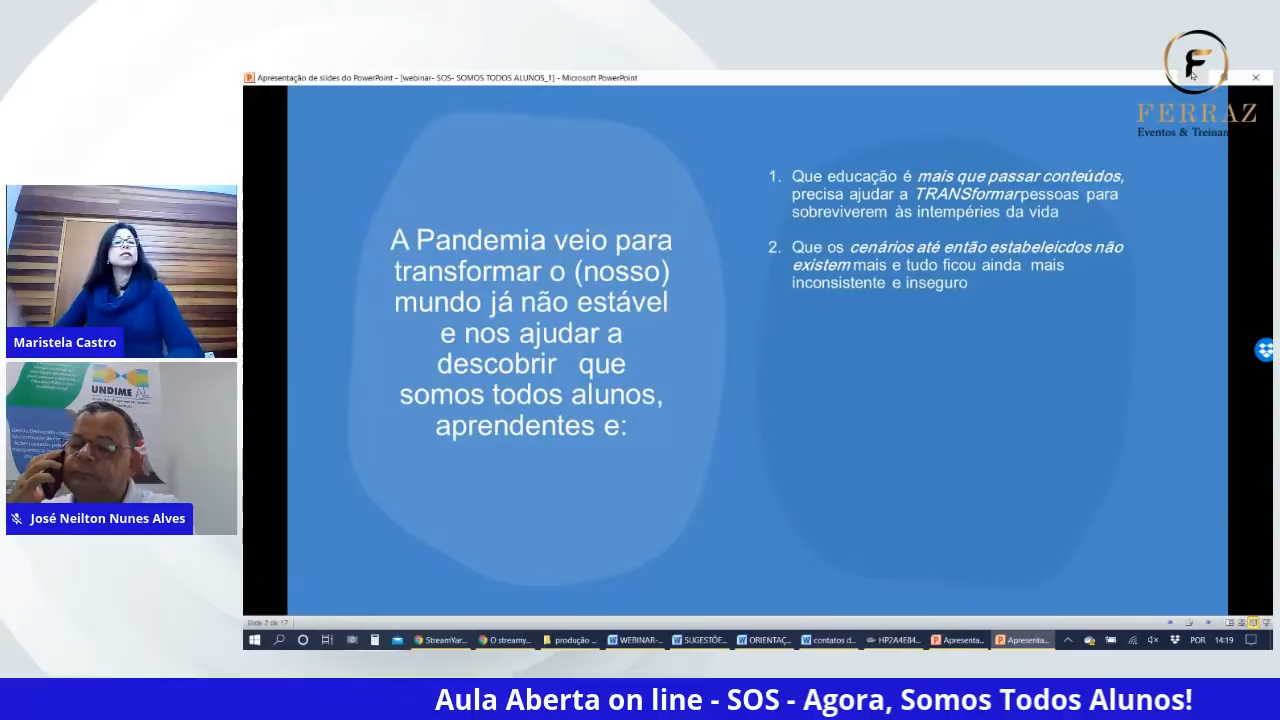 Apresentação de slides do PowerPoint - [webinar- SOS- SOMOS TODOS ALUNOS_1] - Microsoft PowerPoint
F
FERRAZ
Eventos & Treinam
A Pandemia veio para
transformar o (nosso)
mundo já não estável
e nos ajudar a
descobrir que
somos todos alunos,
aprendentes e:
1. Que educação é mais que passar conteúdos,
precisa ajudar a TRANSformarpessoas para
sobreviverem às intempéries da vida
2. Que os cenários até então estabeleicdos não
existem mais e tudo ficou ainda mais
inconsistente e inseguro
Maristela Castro
UNDIME AL
José Neilton Nunes Alves
Slide 2 de 17
StreamYar...
O streamy...
produção ...
WEBINAR-...
SUGESTÕE...
ORIENTAÇ...
contatos d...
HP2A4E84...
Apresenta...
Apresenta...
POR
14:19
Aula Aberta on line - SOS - Agora, Somos Todos Alunos!